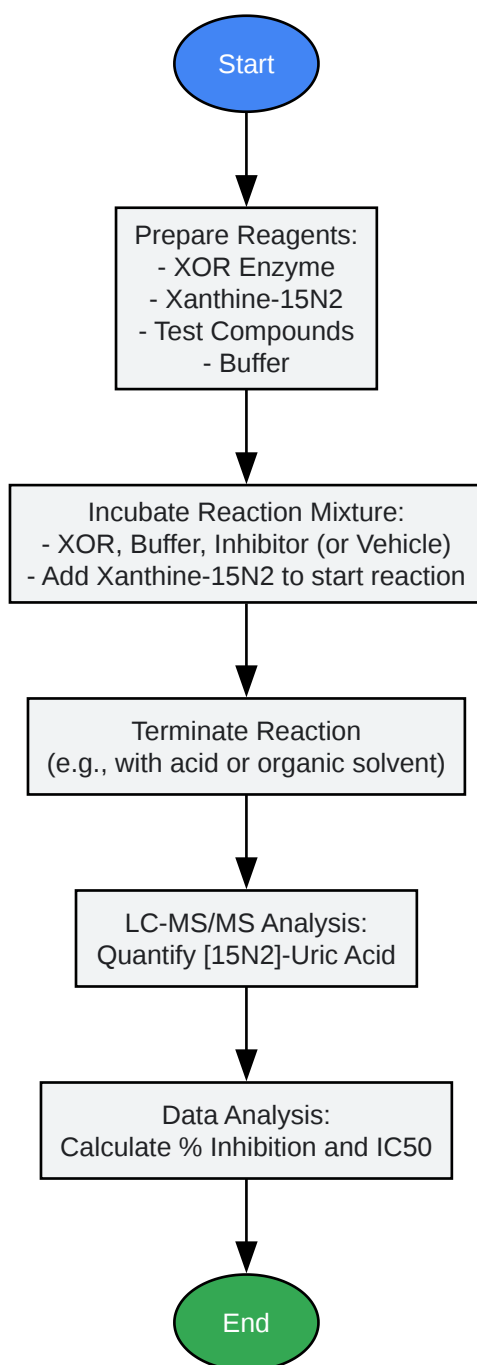 Start
Prepare Reagents:
- XOR Enzyme
- Xanthine-15N2
- Test Compounds
- Buffer
Incubate Reaction Mixture:
- XOR, Buffer, Inhibitor (or Vehicle)
- Add Xanthine-15N2 to start reaction
Terminate Reaction
(e.g., with acid or organic solvent)
LC-MS/MS Analysis:
Quantify [15N2]-Uric Acid
Data Analysis:
Calculate % Inhibition and IC50
End